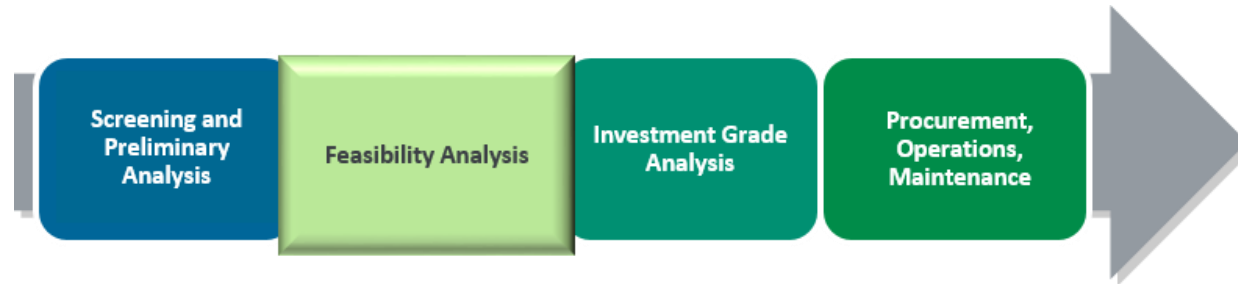 Screening and
Preliminary
Analysis
Feasibility Analysis
Investment Grade
Analysis
Procurement,
Operations,
Maintenance